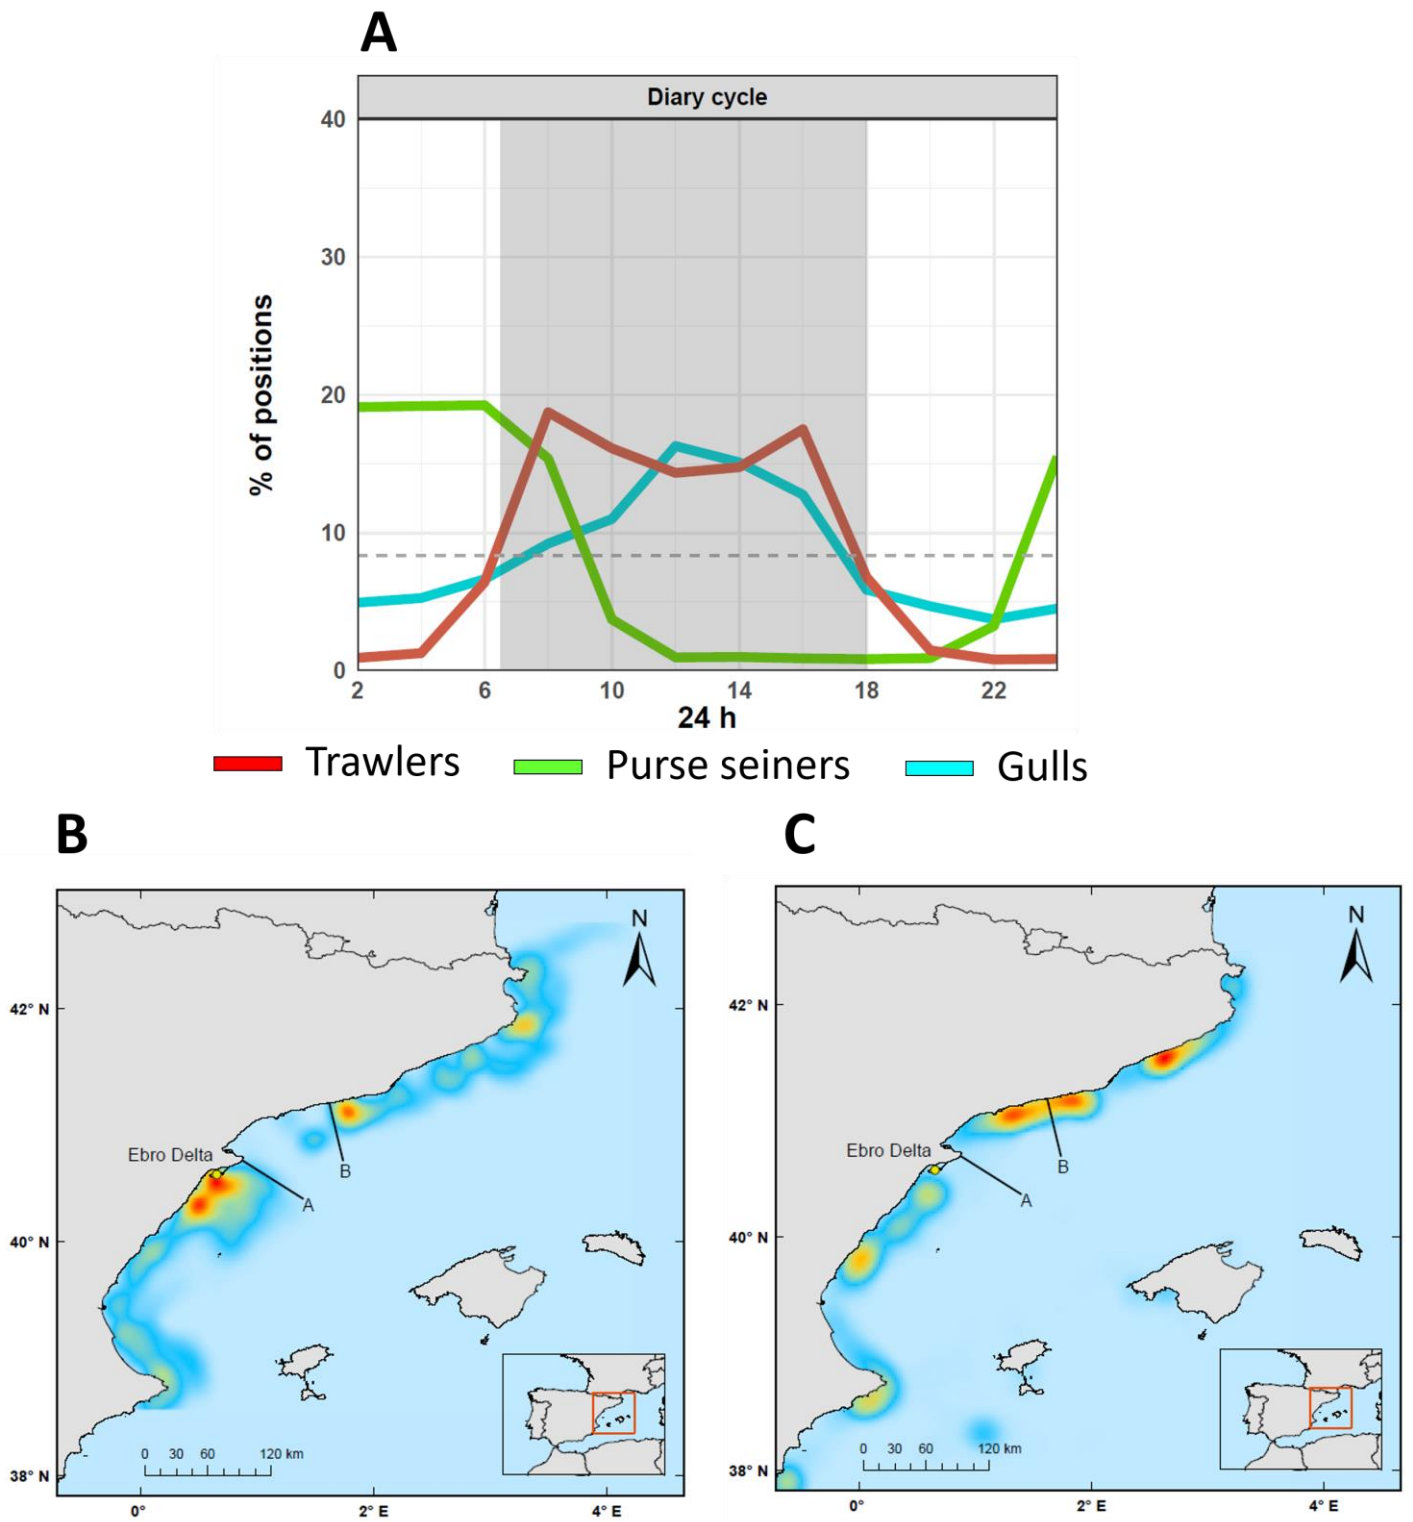 A
Diary cycle
40
30
20
10
0
% of positions
2 6 10 14 18 22
24 h
Trawlers Purse seiners Gulls
B
N
42° N
40° N
38° N
Ebro Delta
B
A
0 30 60 120 km
0° 2° E 4° E
C
N
42° N
40° N
38° N
Ebro Delta
B
A
0 30 60 120 km
0° 2° E 4° E